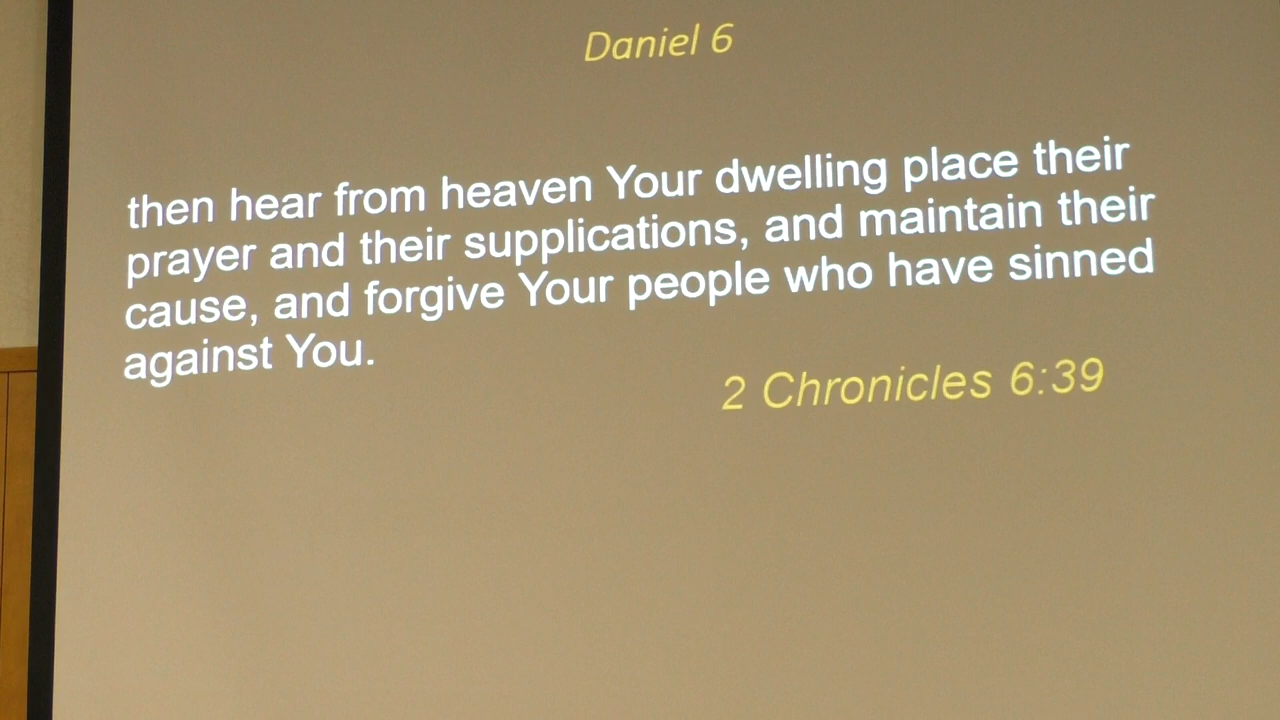 Daniel 6
then hear from heaven Your dwelling place their
prayer and their supplications, and maintain their
cause, and forgive Your people who have sinned
against You.
2 Chronicles 6:39